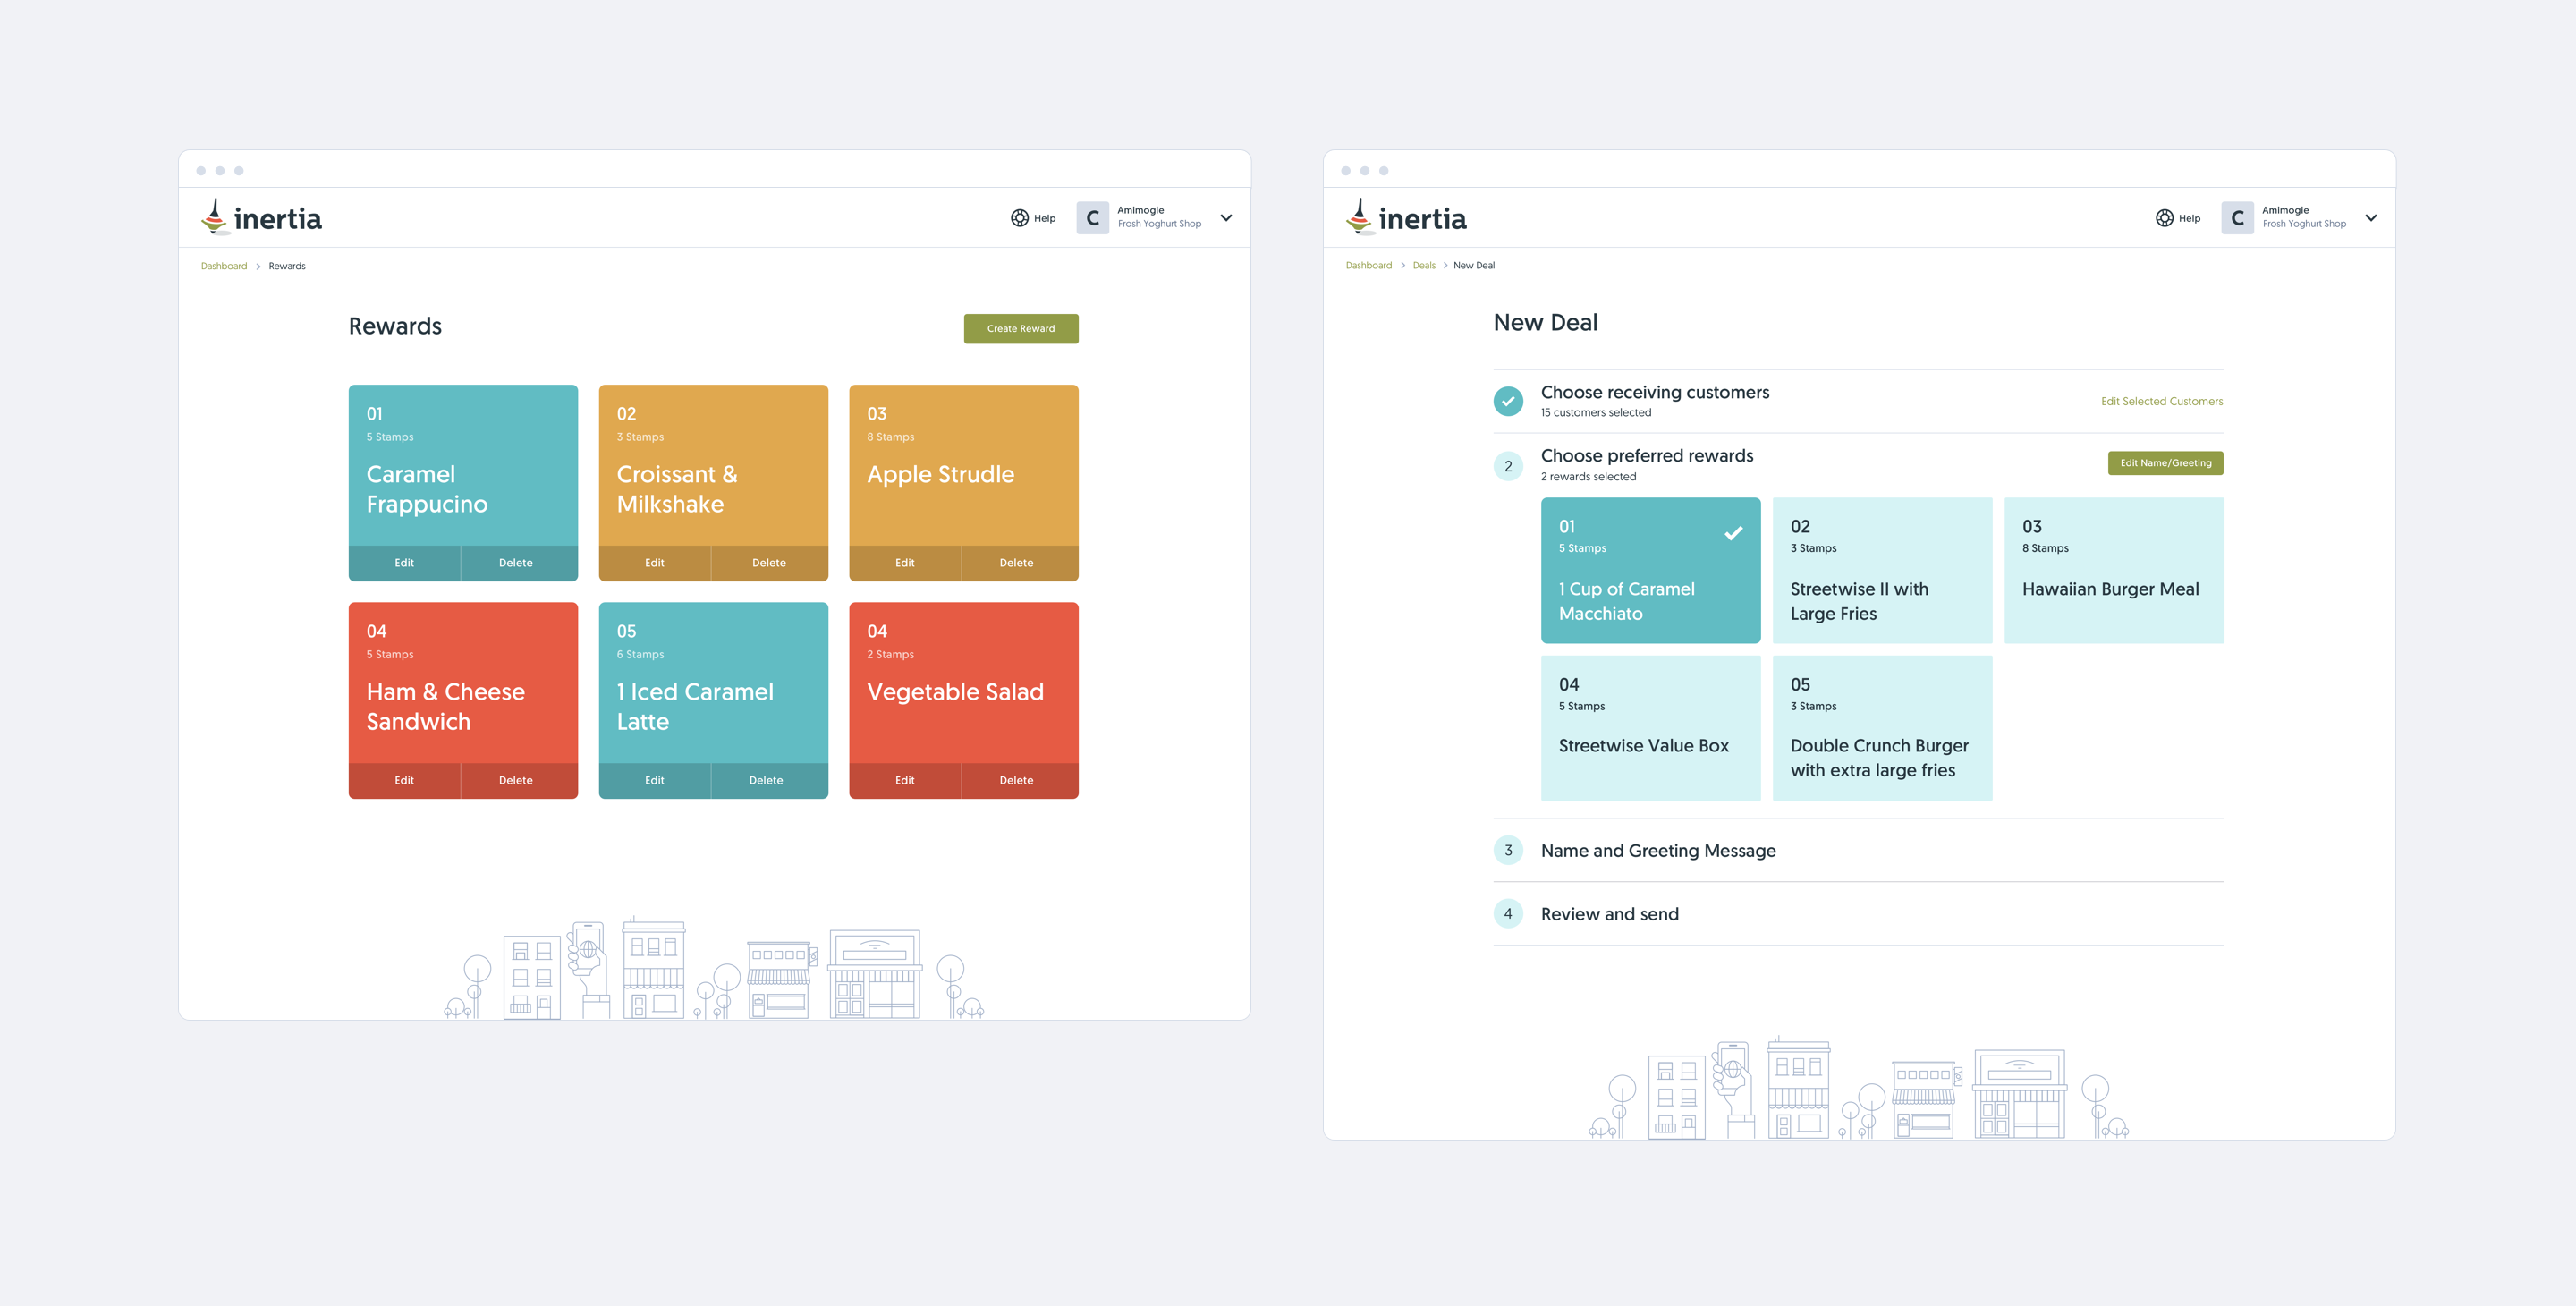 inertia
Help
C
Amimogie
Frosh Yoghurt Shop
Dashboard > Rewards
Rewards
Create Reward
01
5 Stamps
Caramel
Frappucino
Edit
Delete
02
3 Stamps
Croissant &
Milkshake
Edit
Delete
03
8 Stamps
Apple Strudle
Edit
Delete
04
5 Stamps
Ham & Cheese
Sandwich
Edit
Delete
05
6 Stamps
1 Iced Caramel
Latte
Edit
Delete
04
2 Stamps
Vegetable Salad
Edit
Delete
inertia
Help
C
Amimogie
Frosh Yoghurt Shop
Dashboard > Deals > New Deal
New Deal
Choose receiving customers
15 customers selected
Edit Selected Customers
2
Choose preferred rewards
2 rewards selected
Edit Name/Greeting
01
5 Stamps
1 Cup of Caramel
Macchiato
02
3 Stamps
Streetwise II with
Large Fries
03
8 Stamps
Hawaiian Burger Meal
04
5 Stamps
Streetwise Value Box
05
3 Stamps
Double Crunch Burger
with extra large fries
3
Name and Greeting Message
4
Review and send